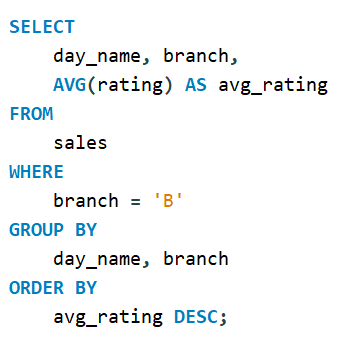 SELECT
    day_name, branch,
    AVG(rating) AS avg_rating
FROM
    sales
WHERE
    branch = 'B'
GROUP BY
    day_name, branch
ORDER BY
    avg_rating DESC;